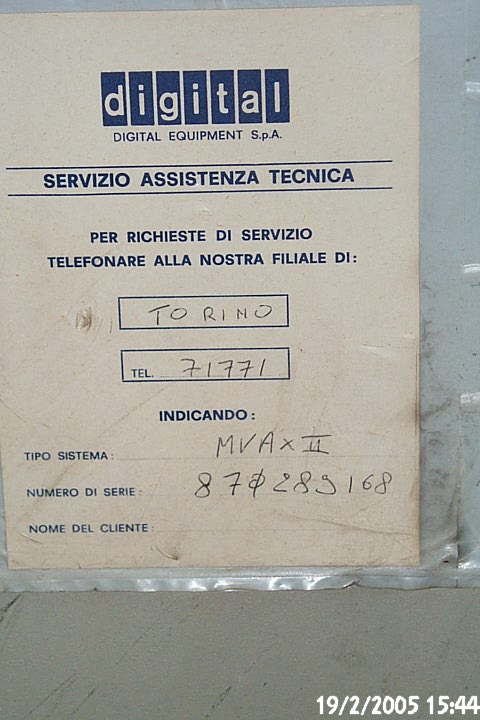 digital
DIGITAL EQUIPMENT S.p.A.
SERVIZIO ASSISTENZA TECNICA
PER RICHIESTE DI SERVIZIO
TELEFONARE ALLA NOSTRA FILIALE DI:
TORINO
TEL. 71771
INDICANDO:
TIPO SISTEMA: MVAX II
NUMERO DI SERIE: 870289168
NOME DEL CLIENTE:
19/2/2005 15:44